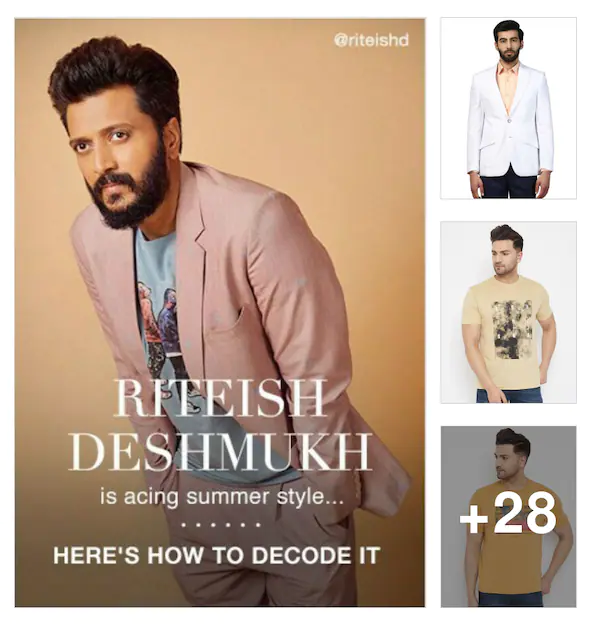 @riteishd
RITEISH
DESHMUKH
is acing summer style...
HERE'S HOW TO DECODE IT
+28